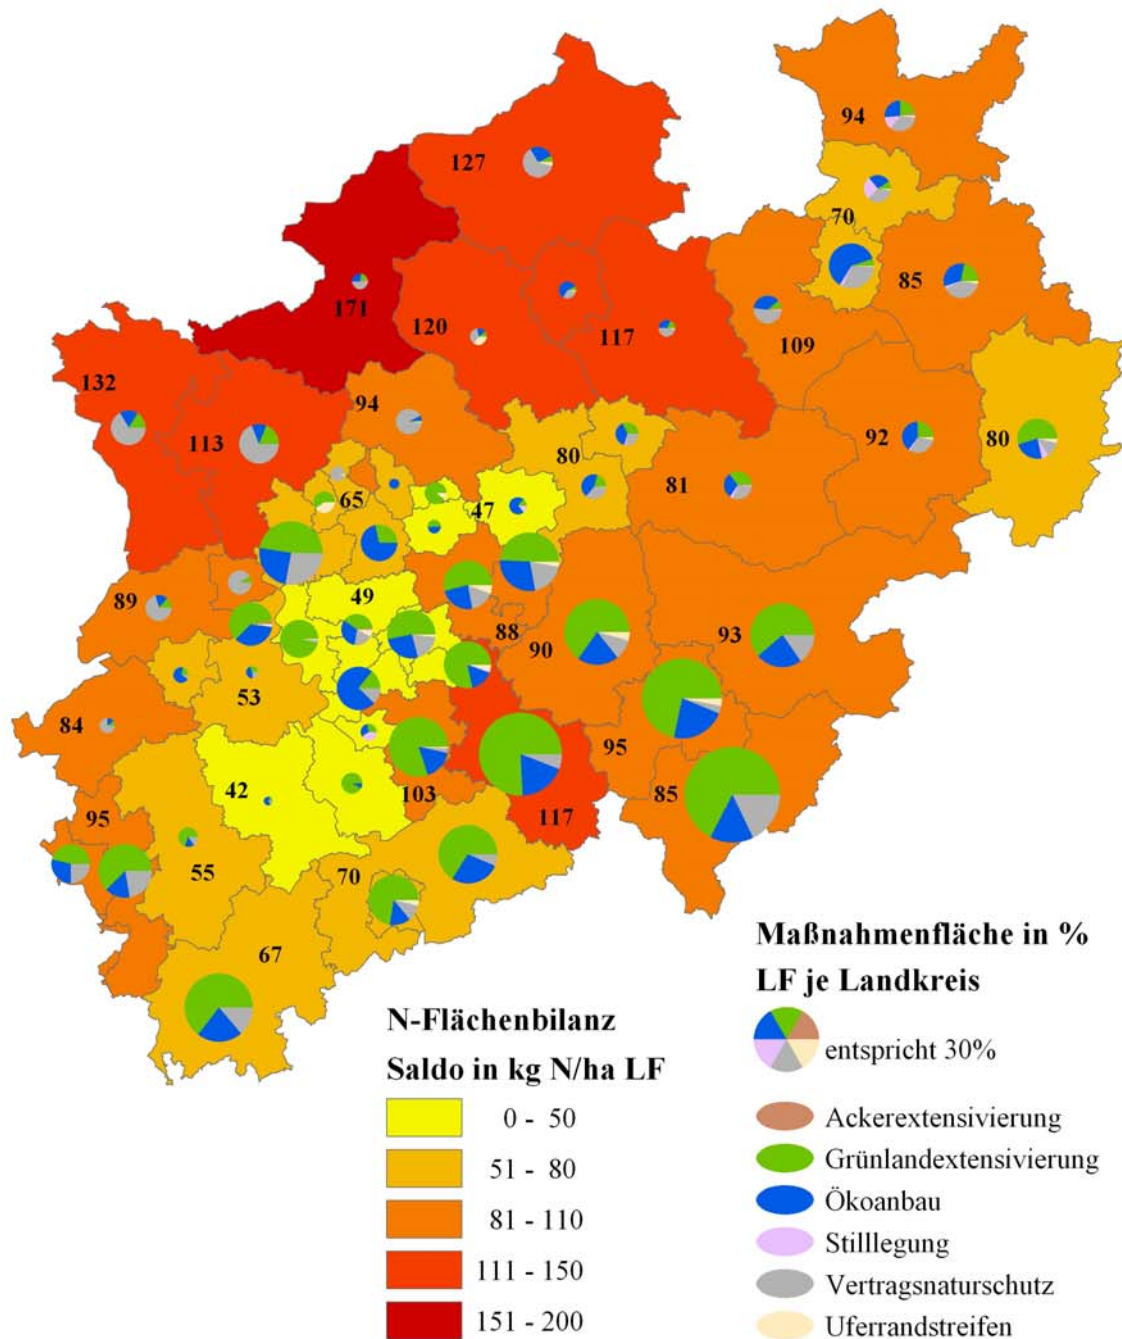 94
127
70
85
171
120
117
109
132
94
113
92
80
80
81
65
47
89
49
88
90
93
53
84
95
42
103
85
117
95
55
70
67
N-Flächenbilanz
Saldo in kg N/ha LF
0 - 50
51 - 80
81 - 110
111 - 150
151 - 200
Maßnahmenfläche in %
LF je Landkreis
entspricht 30%
Ackerextensivierung
Grünlandextensivierung
Ökoanbau
Stilllegung
Vertragsnaturschutz
Uferrandstreifen